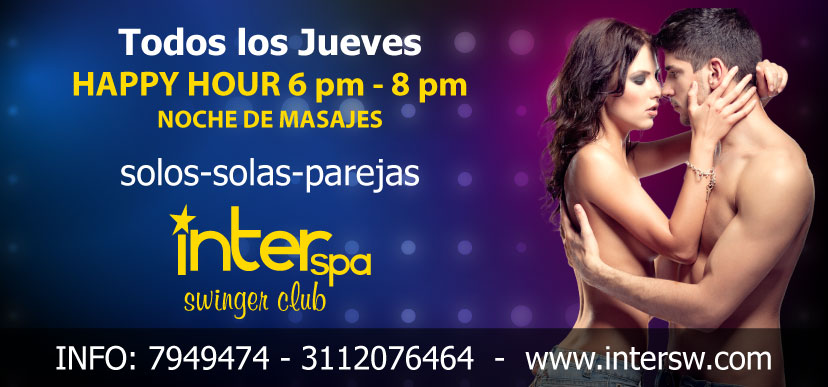 Todos los Jueves
HAPPY HOUR 6 pm - 8 pm
NOCHE DE MASAJES
solos-solas-parejas
inter
spa
swinger club
INFO: 7949474 - 3112076464 - www.intersw.com